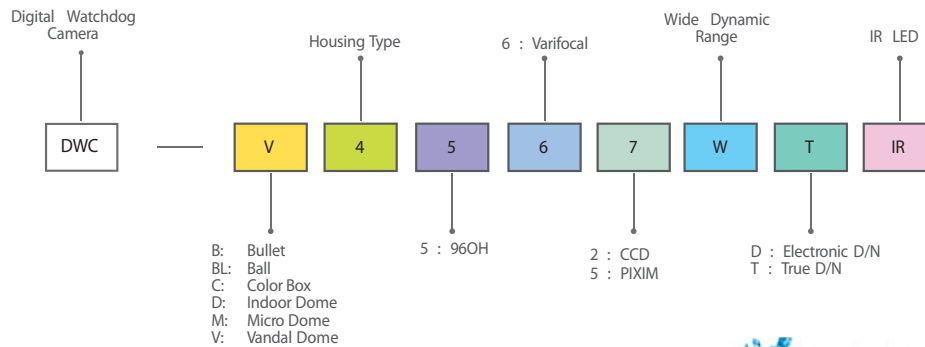 Digital Watchdog
Camera
Housing Type
6 : Varifocal
Wide Dynamic
Range
IR LED
DWC
V
4
5
6
7
W
T
IR
B: Bullet
BL: Ball
C: Color Box
D: Indoor Dome
M: Micro Dome
V: Vandal Dome
5 : 96OH
2 : CCD
5 : PIXIM
D : Electronic D/N
T : True D/N